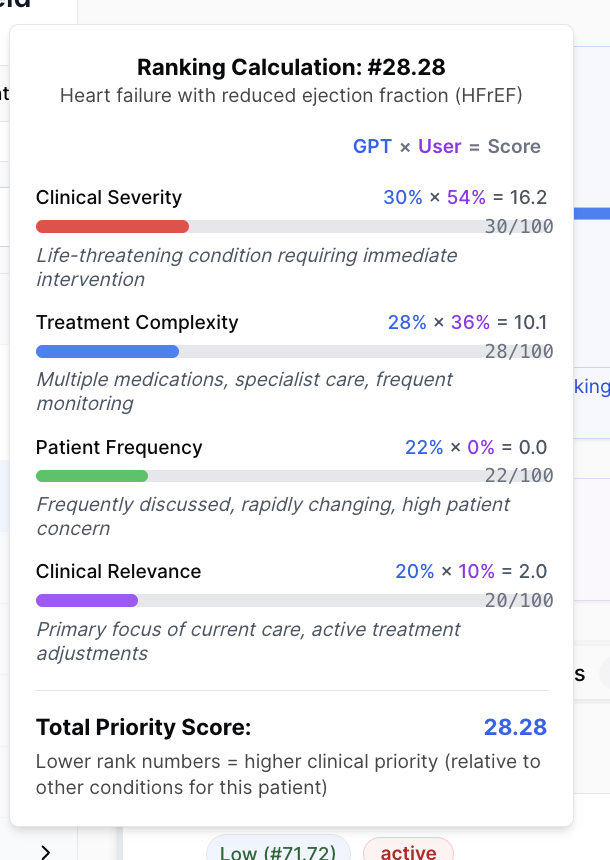 Ranking Calculation: #28.28
Heart failure with reduced ejection fraction (HFrEF)
GPT × User = Score
Clinical Severity 30% × 54% = 16.2
30/100
Life-threatening condition requiring immediate
intervention
Treatment Complexity 28% × 36% = 10.1
28/100
Multiple medications, specialist care, frequent
monitoring
Patient Frequency 22% × 0% = 0.0
22/100
Frequently discussed, rapidly changing, high patient
concern
Clinical Relevance 20% × 10% = 2.0
20/100
Primary focus of current care, active treatment
adjustments
Total Priority Score: 28.28
Lower rank numbers = higher clinical priority (relative to
other conditions for this patient)
Low (#71.72) active